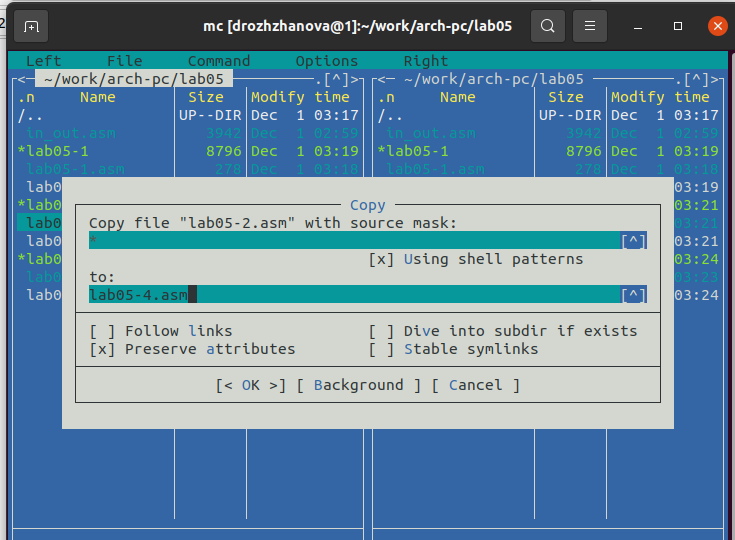 2
mc [drozhzhanova@1]:~/work/arch-pc/lab05
Left File Command Options Right
<─ ~/work/arch-pc/lab05 ─.[^]>
<─ ~/work/arch-pc/lab05 ─.[^]>
.n Name Size Modify time .n Name Size Modify time
/.. UP--DIR Dec 1 03:17 /.. UP--DIR Dec 1 03:17
in_out.asm 3942 Dec 1 02:59 in_out.asm 3942 Dec 1 02:59
*lab05-1 8796 Dec 1 03:19 *lab05-1 8796 Dec 1 03:19
lab05-1.asm 278 Dec 1 03:18 lab05-1.asm 278 Dec 1 03:18
lab0 03:19
Copy
*lab0 03:21
lab0 Copy file "lab05-2.asm" with source mask: 03:21
lab0 * [^] 03:21
*lab0 [x] Using shell patterns 03:24
lab0 to: 03:23
lab0 lab05-4.asm [^] 03:24
[ ] Follow links [ ] Dive into subdir if exists
[x] Preserve attributes [ ] Stable symlinks
[< OK >] [ Background ] [ Cancel ]